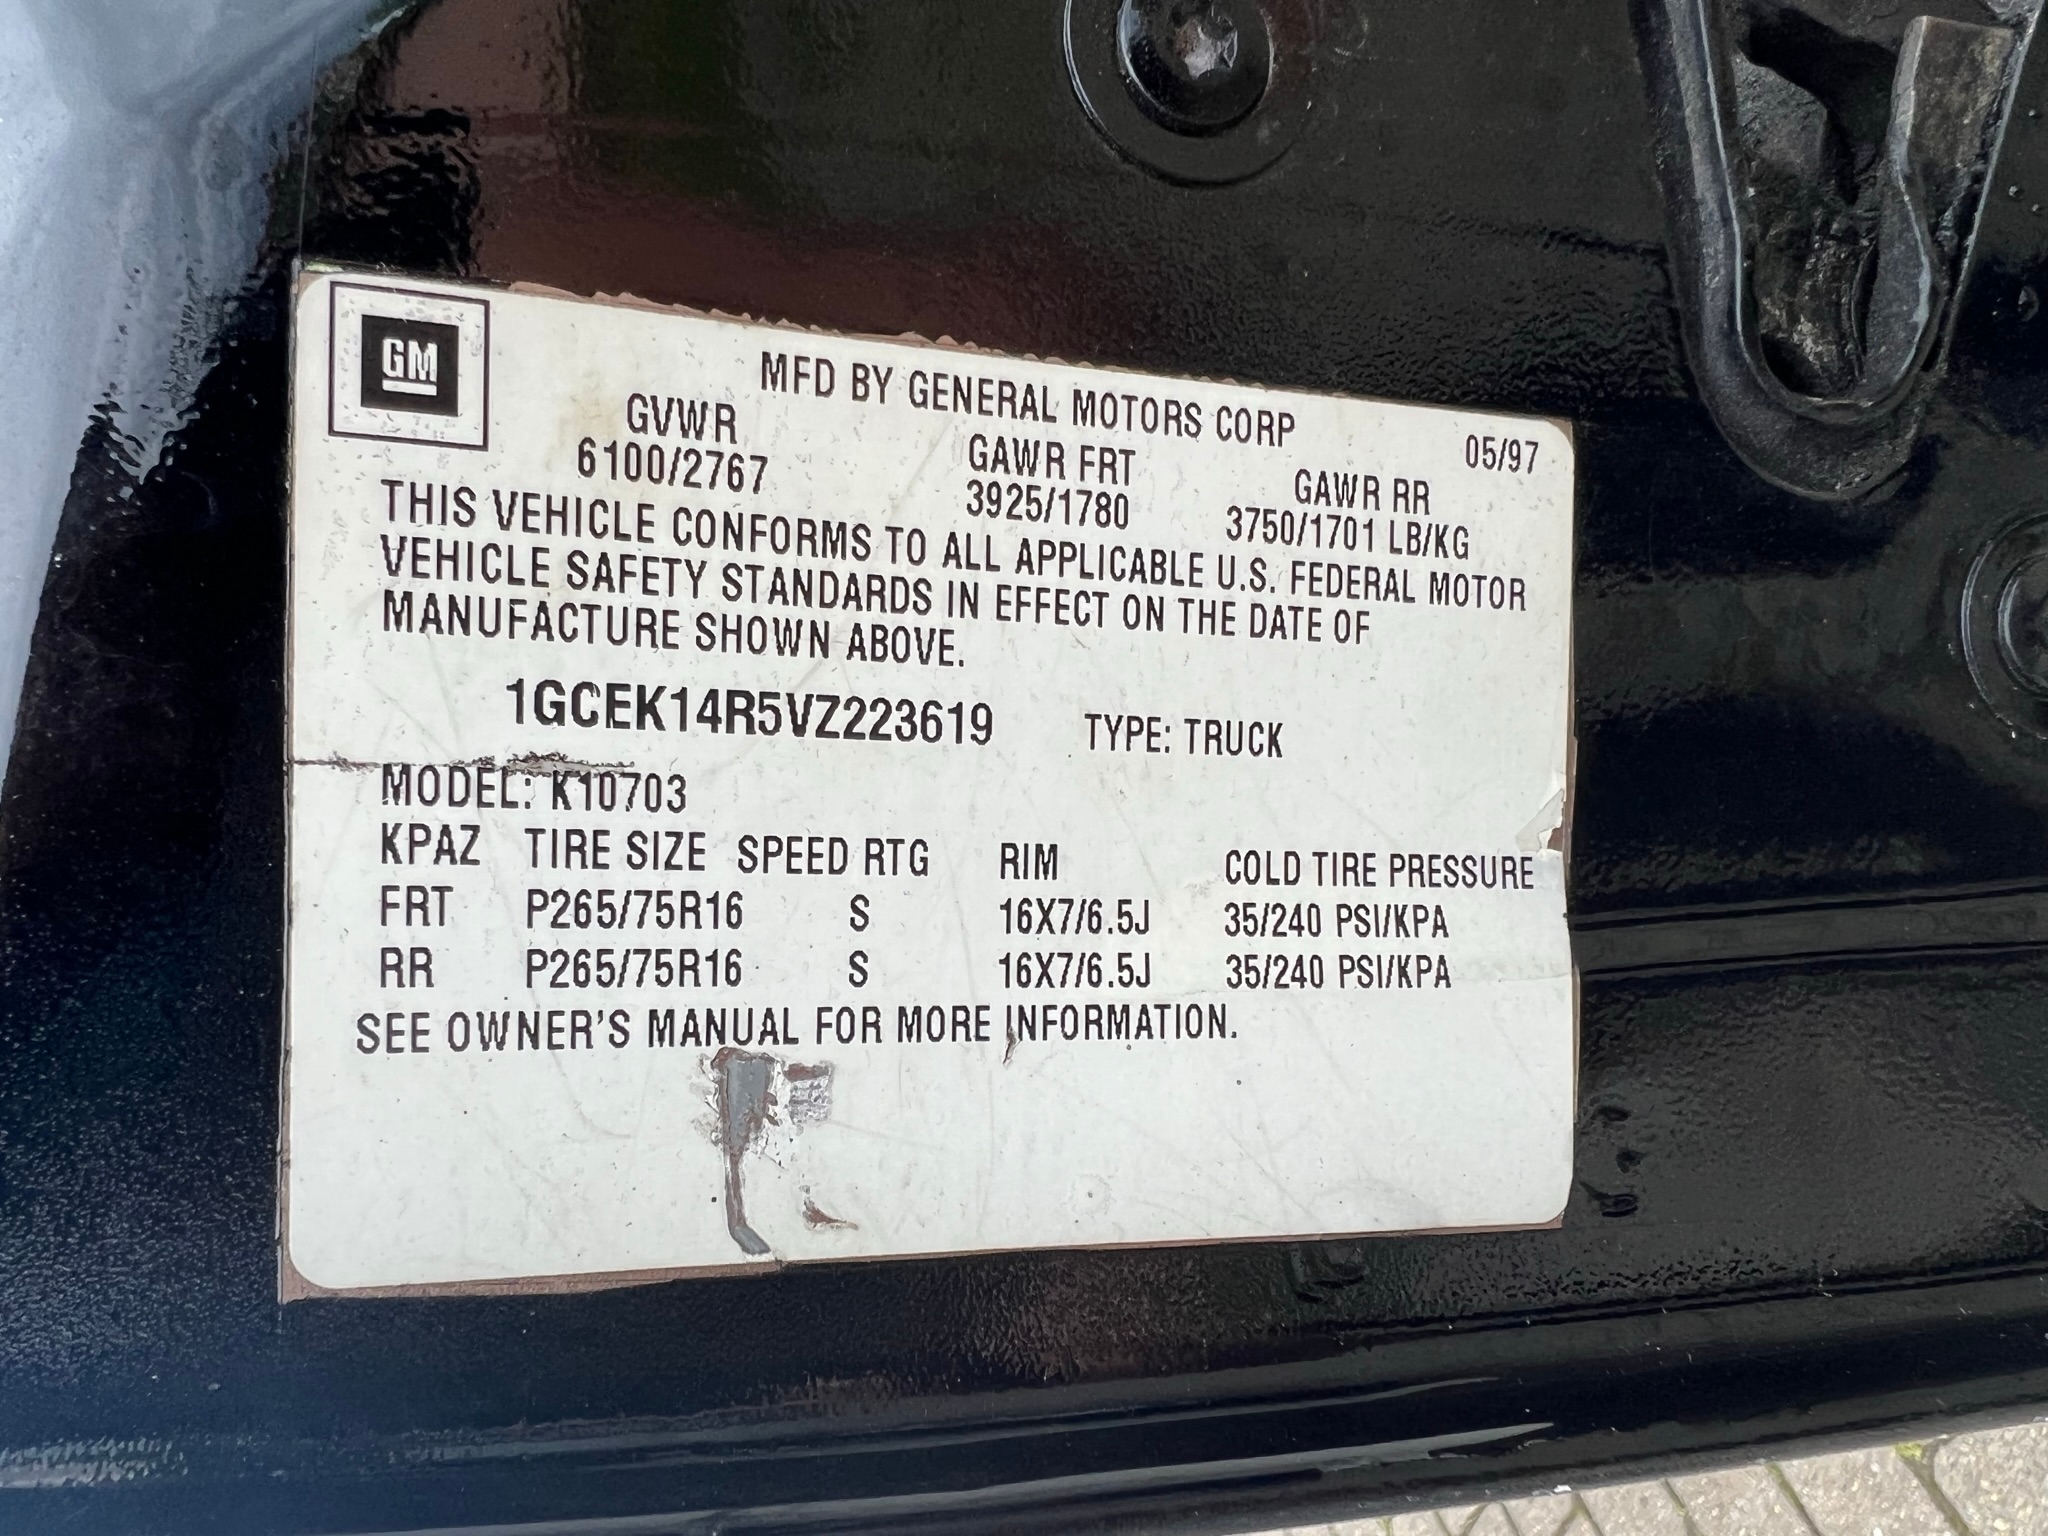 GM
MFD BY GENERAL MOTORS CORP
05/97
GVWR GAWR FRT GAWR RR
6100/2767 3925/1780 3750/1701 LB/KG
THIS VEHICLE CONFORMS TO ALL APPLICABLE U.S. FEDERAL MOTOR
VEHICLE SAFETY STANDARDS IN EFFECT ON THE DATE OF
MANUFACTURE SHOWN ABOVE.
1GCEK14R5VZ223619 TYPE: TRUCK
MODEL: K10703
KPAZ TIRE SIZE SPEED RTG RIM COLD TIRE PRESSURE
FRT P265/75R16 S 16X7/6.5J 35/240 PSI/KPA
RR P265/75R16 S 16X7/6.5J 35/240 PSI/KPA
SEE OWNER'S MANUAL FOR MORE INFORMATION.